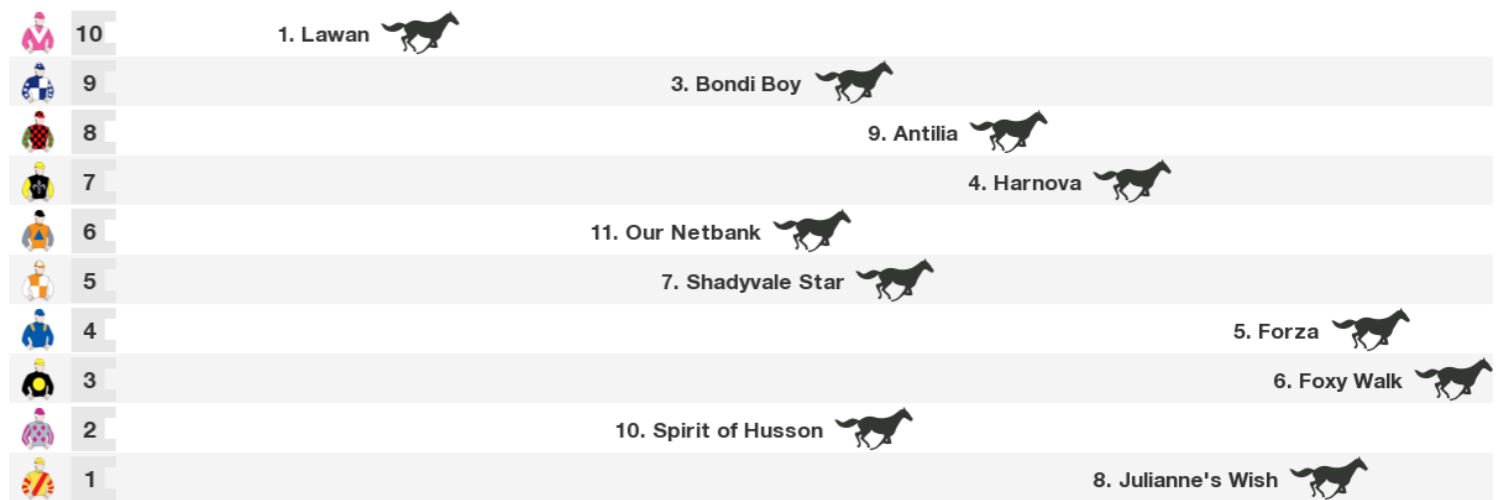 10 1. Lawan
9 3. Bondi Boy
8 9. Antilia
7 4. Harnova
6 11. Our Netbank
5 7. Shadyvale Star
4 5. Forza
3 6. Foxy Walk
2 10. Spirit of Husson
1 8. Julianne's Wish